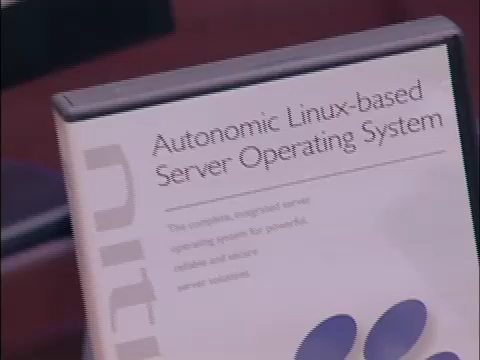 Autonomic Linux-based
Server Operating System
The complete, integrated server
operating system for powerful,
reliable and secure
server solutions